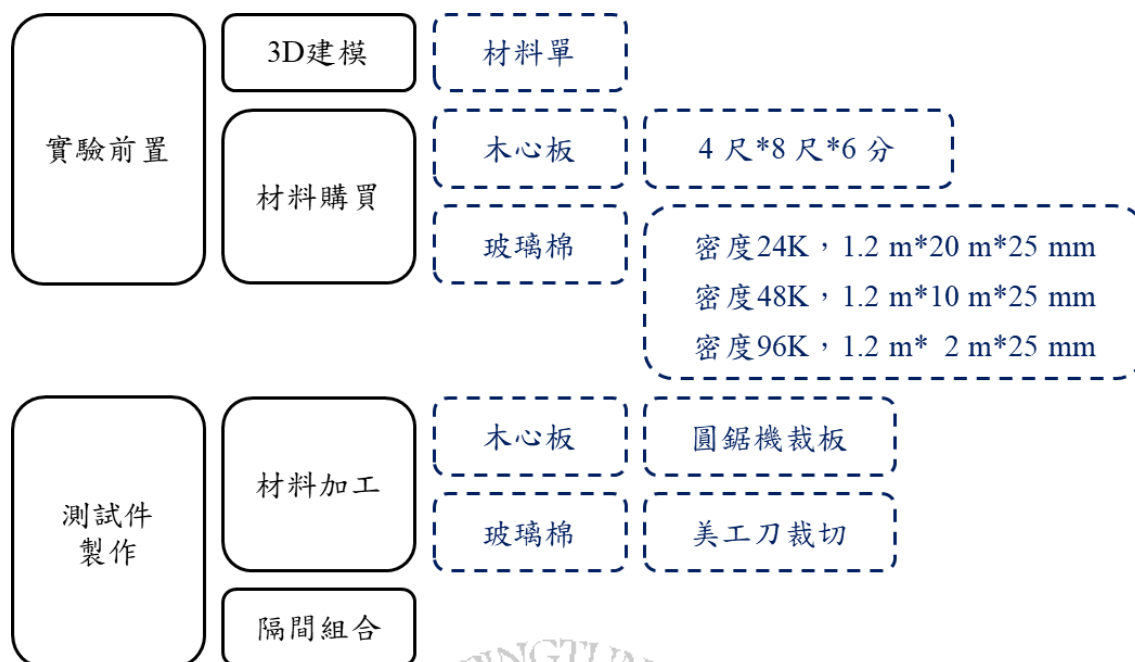 實驗前置
3D建模
材料單
材料購買
木心板
4 尺*8 尺*6 分
玻璃棉
密度24K,1.2 m*20 m*25 mm
密度48K,1.2 m*10 m*25 mm
密度96K,1.2 m* 2 m*25 mm
測試件
製作
材料加工
木心板
圓鋸機裁板
玻璃棉
美工刀裁切
隔間組合